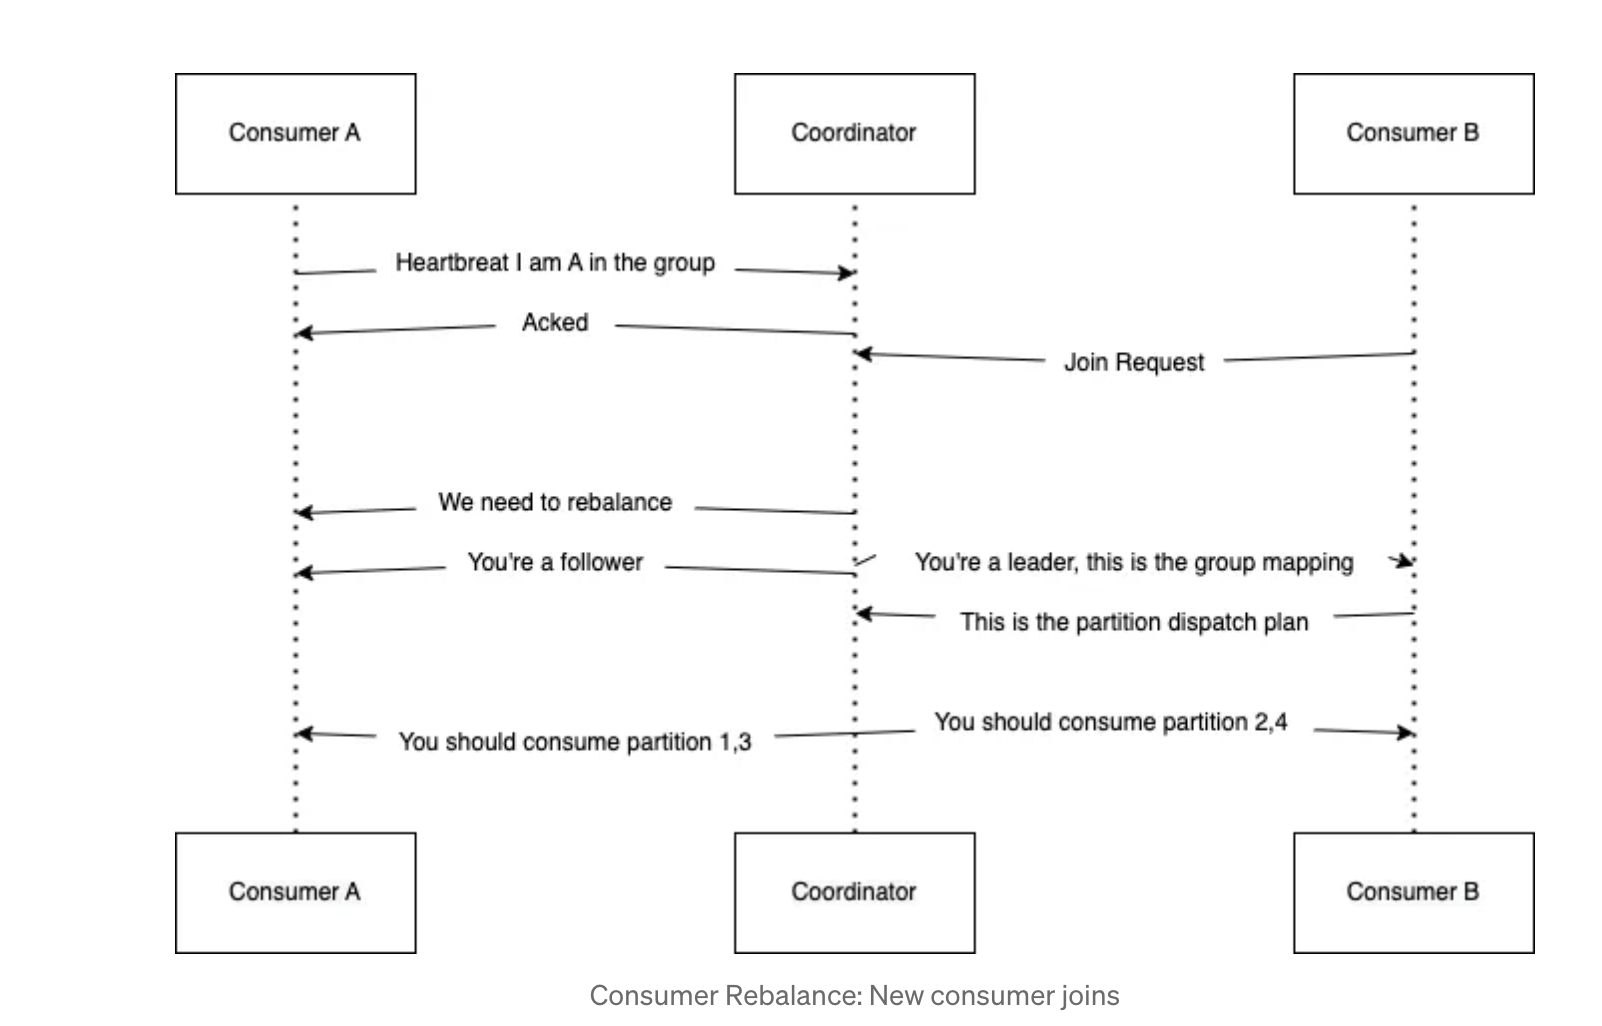 Consumer A
Coordinator
Consumer B
Heartbreat I am A in the group
Acked
Join Request
We need to rebalance
You're a follower
You're a leader, this is the group mapping
This is the partition dispatch plan
You should consume partition 2,4
You should consume partition 1,3
Consumer A
Coordinator
Consumer B
Consumer Rebalance: New consumer joins